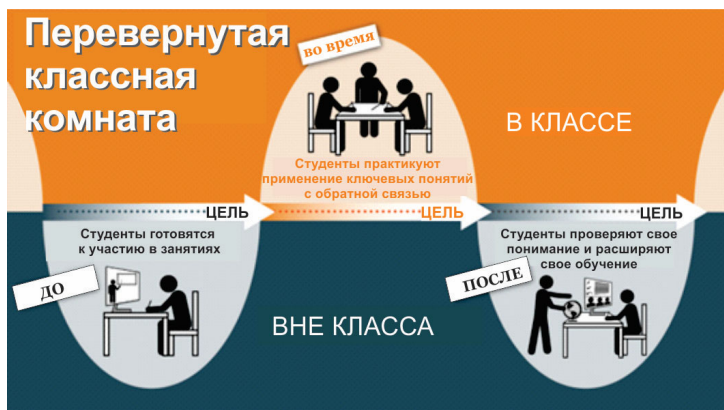 Перевернутая
классная
комната
во время
В КЛАССЕ
Студенты практикуют
применение ключевых понятий
с обратной связью
ЦЕЛЬ
ЦЕЛЬ
ЦЕЛЬ
Студенты готовятся
к участию в занятиях
ДО
ВНЕ КЛАССА
Студенты проверяют свое
понимание и расширяют
свое обучение
ПОСЛЕ